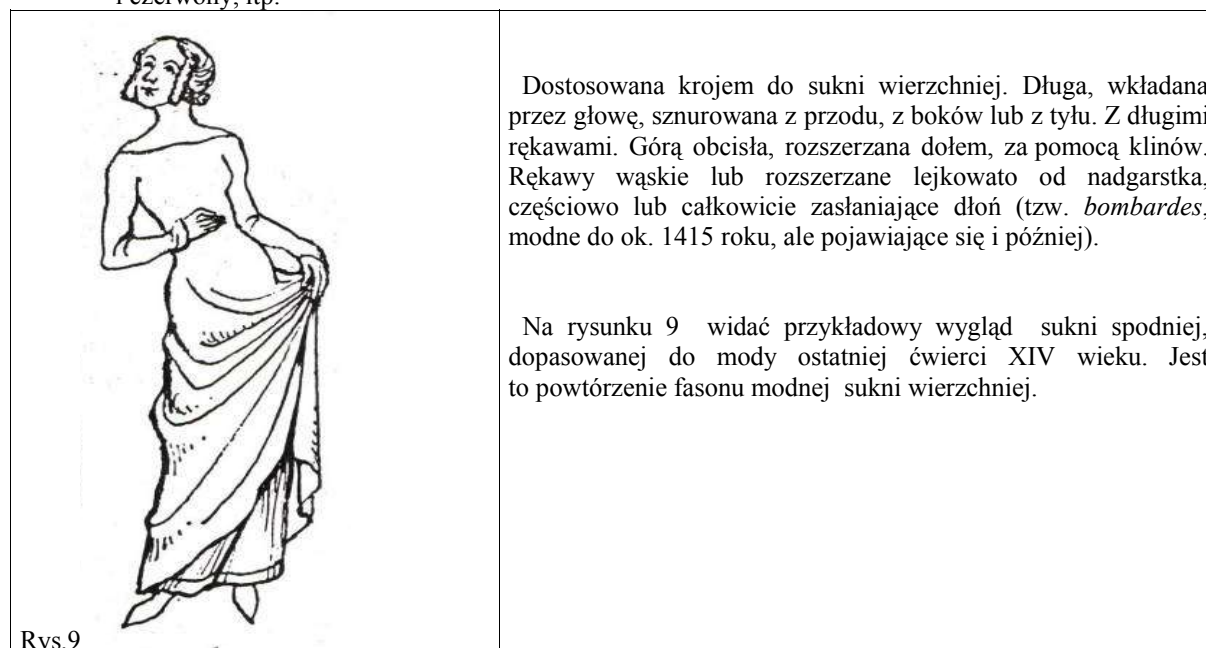 i czerwony, itp.
Dostosowana krojem do sukni wierzchniej. Długa, wkładana
przez głowę, sznurowana z przodu, z boków lub z tyłu. Z długimi
rękawami. Górą obcisła, rozszerzana dołem, za pomocą klinów.
Rękawy wąskie lub rozszerzane lejkowato od nadgarstka,
częściowo lub całkowicie zasłaniające dłoń (tzw. bombardes,
modne do ok. 1415 roku, ale pojawiające się i później).
Na rysunku 9 widać przykładowy wygląd sukni spodniej,
dopasowanej do mody ostatniej ćwierci XIV wieku. Jest
to powtórzenie fasonu modnej sukni wierzchniej.
Rys.9